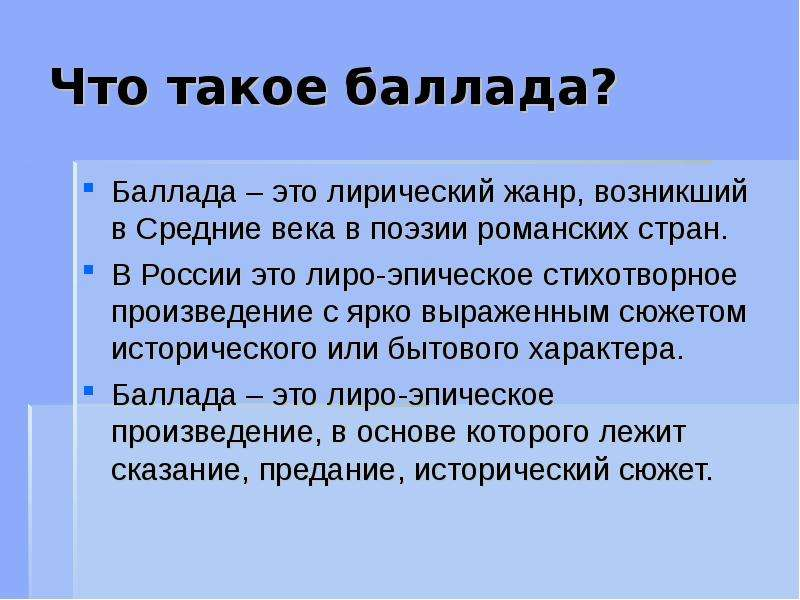 Что такое баллада?
Баллада – это лирический жанр, возникший
в Средние века в поэзии романских стран.
В России это лиро-эпическое стихотворное
произведение с ярко выраженным сюжетом
исторического или бытового характера.
Баллада – это лиро-эпическое
произведение, в основе которого лежит
сказание, предание, исторический сюжет.